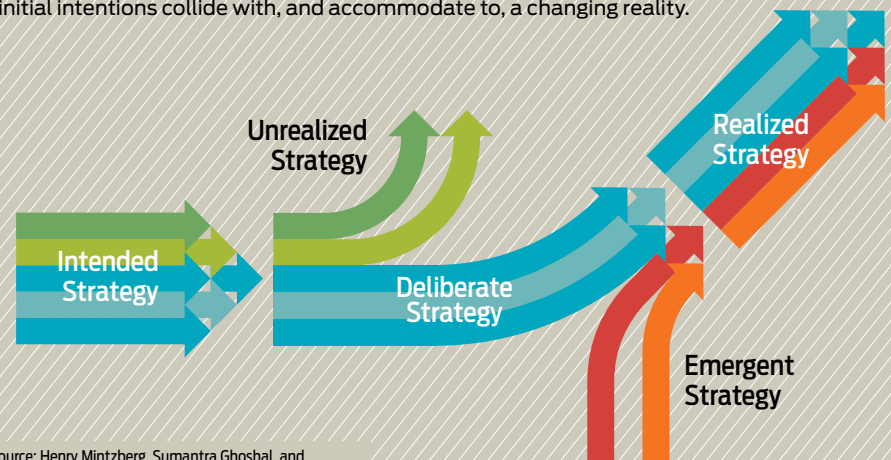 initial intentions collide with, and accommodate to, a changing reality.
Unrealized
Strategy
Realized
Strategy
Intended
Strategy
Deliberate
Strategy
Emergent
Strategy
Henry Mintzberg, Sumantra Ghoshal, and